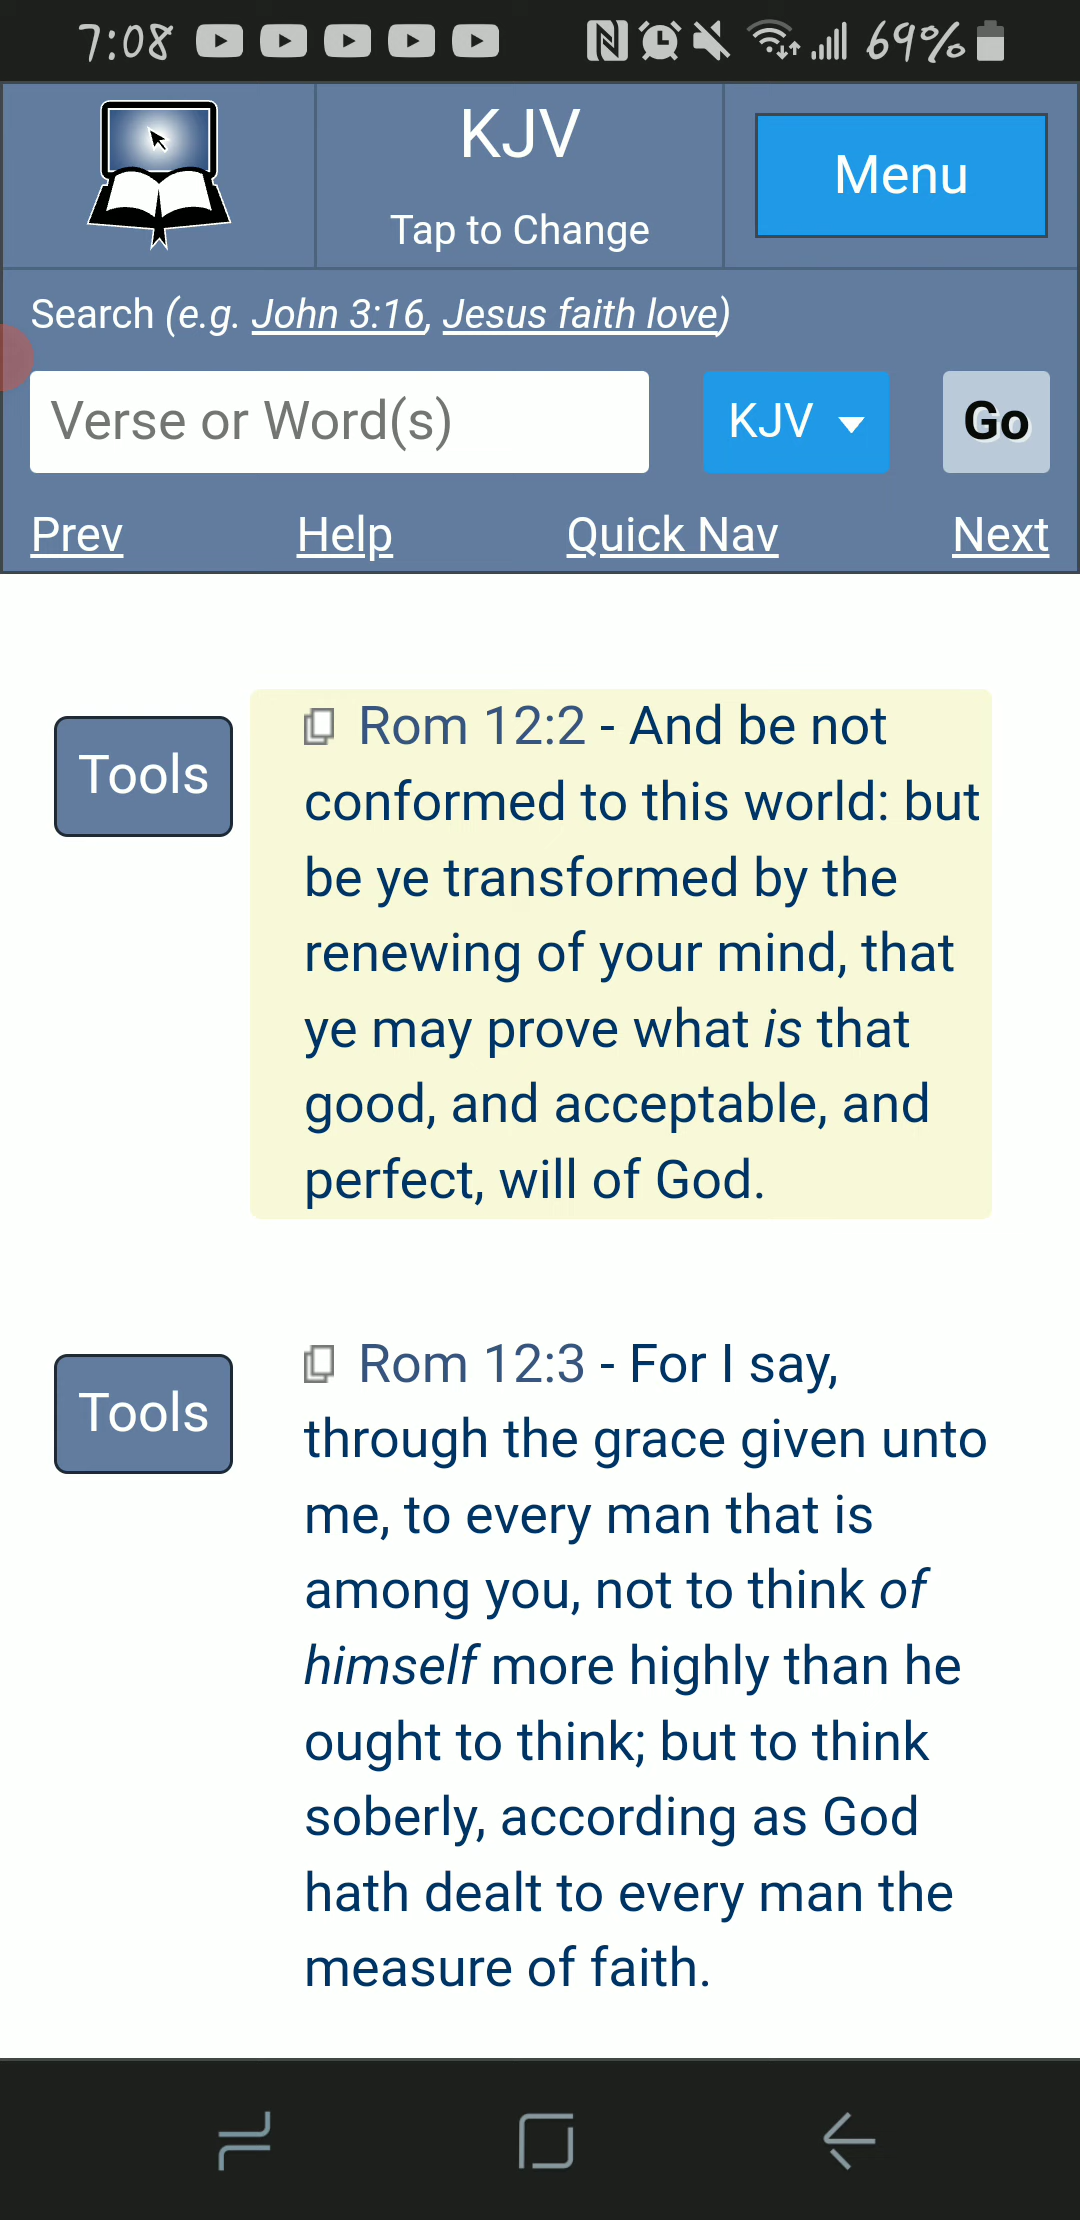 7:08 69%
KJV
Tap to Change
Menu
Search (e.g. John 3:16, Jesus faith love)
Verse or Word(s) KJV Go
Prev Help Quick Nav Next
Tools
Rom 12:2 - And be not
conformed to this world: but
be ye transformed by the
renewing of your mind, that
ye may prove what is that
good, and acceptable, and
perfect, will of God.
Tools
Rom 12:3 - For I say,
through the grace given unto
me, to every man that is
among you, not to think of
himself more highly than he
ought to think; but to think
soberly, according as God
hath dealt to every man the
measure of faith.